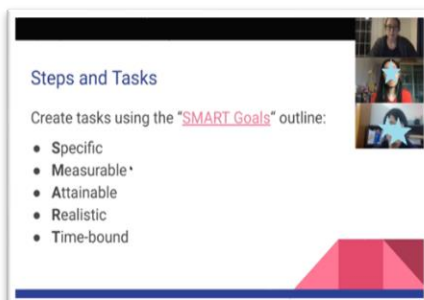 Steps and Tasks
Create tasks using the “SMART Goals“ outline:
● Specific
● Measurable
● Attainable
● Realistic
● Time-bound